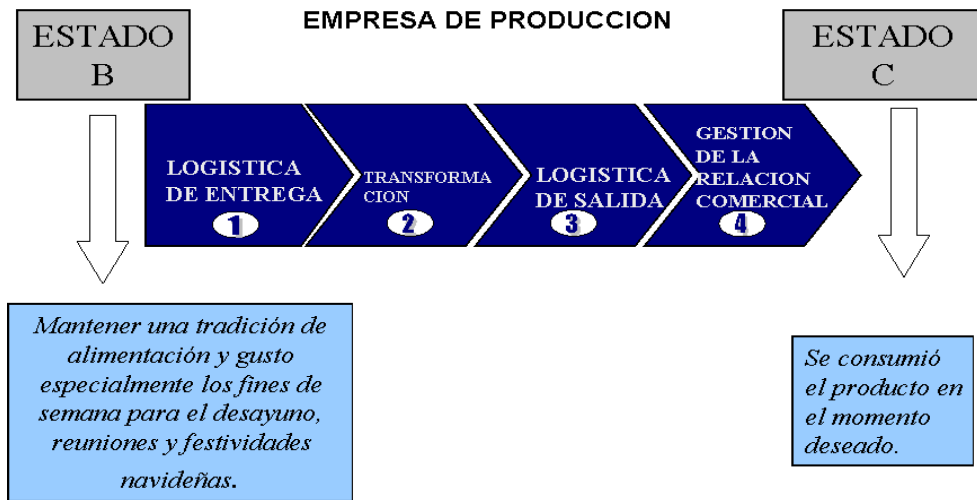 EMPRESA DE PRODUCCION
ESTADO
B
ESTADO
C
LOGISTICA
DE ENTREGA
1
TRANSFORMA
CION
2
LOGISTICA
DE SALIDA
3
GESTION
DE LA
RELACION
COMERCIAL
4
Mantener una tradición de
alimentación y gusto
especialmente los fines de
semana para el desayuno,
reuniones y festividades
navideñas.
Se consumió
el producto en
el momento
deseado.